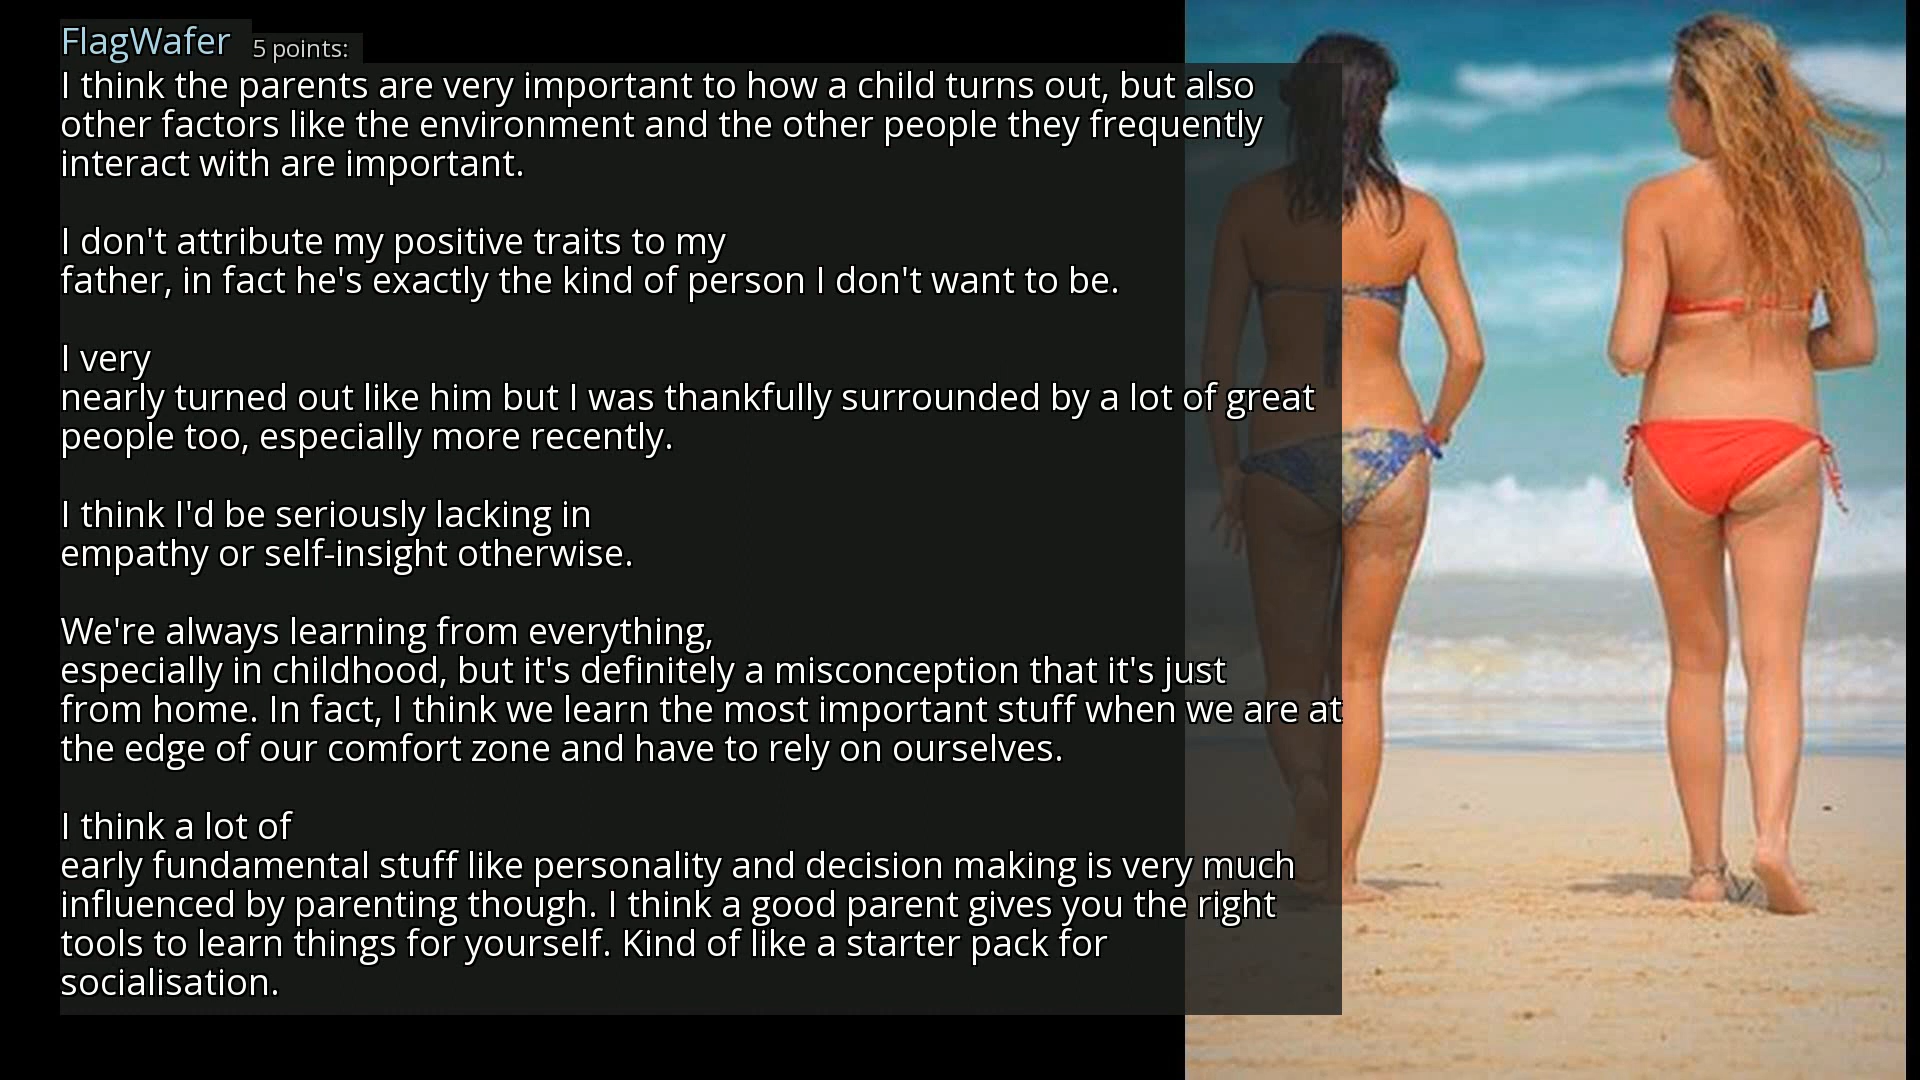 FlagWafer 5 points:
I think the parents are very important to how a child turns out, but also
other factors like the environment and the other people they frequently
interact with are important.
I don't attribute my positive traits to my
father, in fact he's exactly the kind of person I don't want to be.
I very
nearly turned out like him but I was thankfully surrounded by a lot of great
people too, especially more recently.
I think I'd be seriously lacking in
empathy or self-insight otherwise.
We're always learning from everything,
especially in childhood, but it's definitely a misconception that it's just
from home. In fact, I think we learn the most important stuff when we are at
the edge of our comfort zone and have to rely on ourselves.
I think a lot of
early fundamental stuff like personality and decision making is very much
influenced by parenting though. I think a good parent gives you the right
tools to learn things for yourself. Kind of like a starter pack for
socialisation.